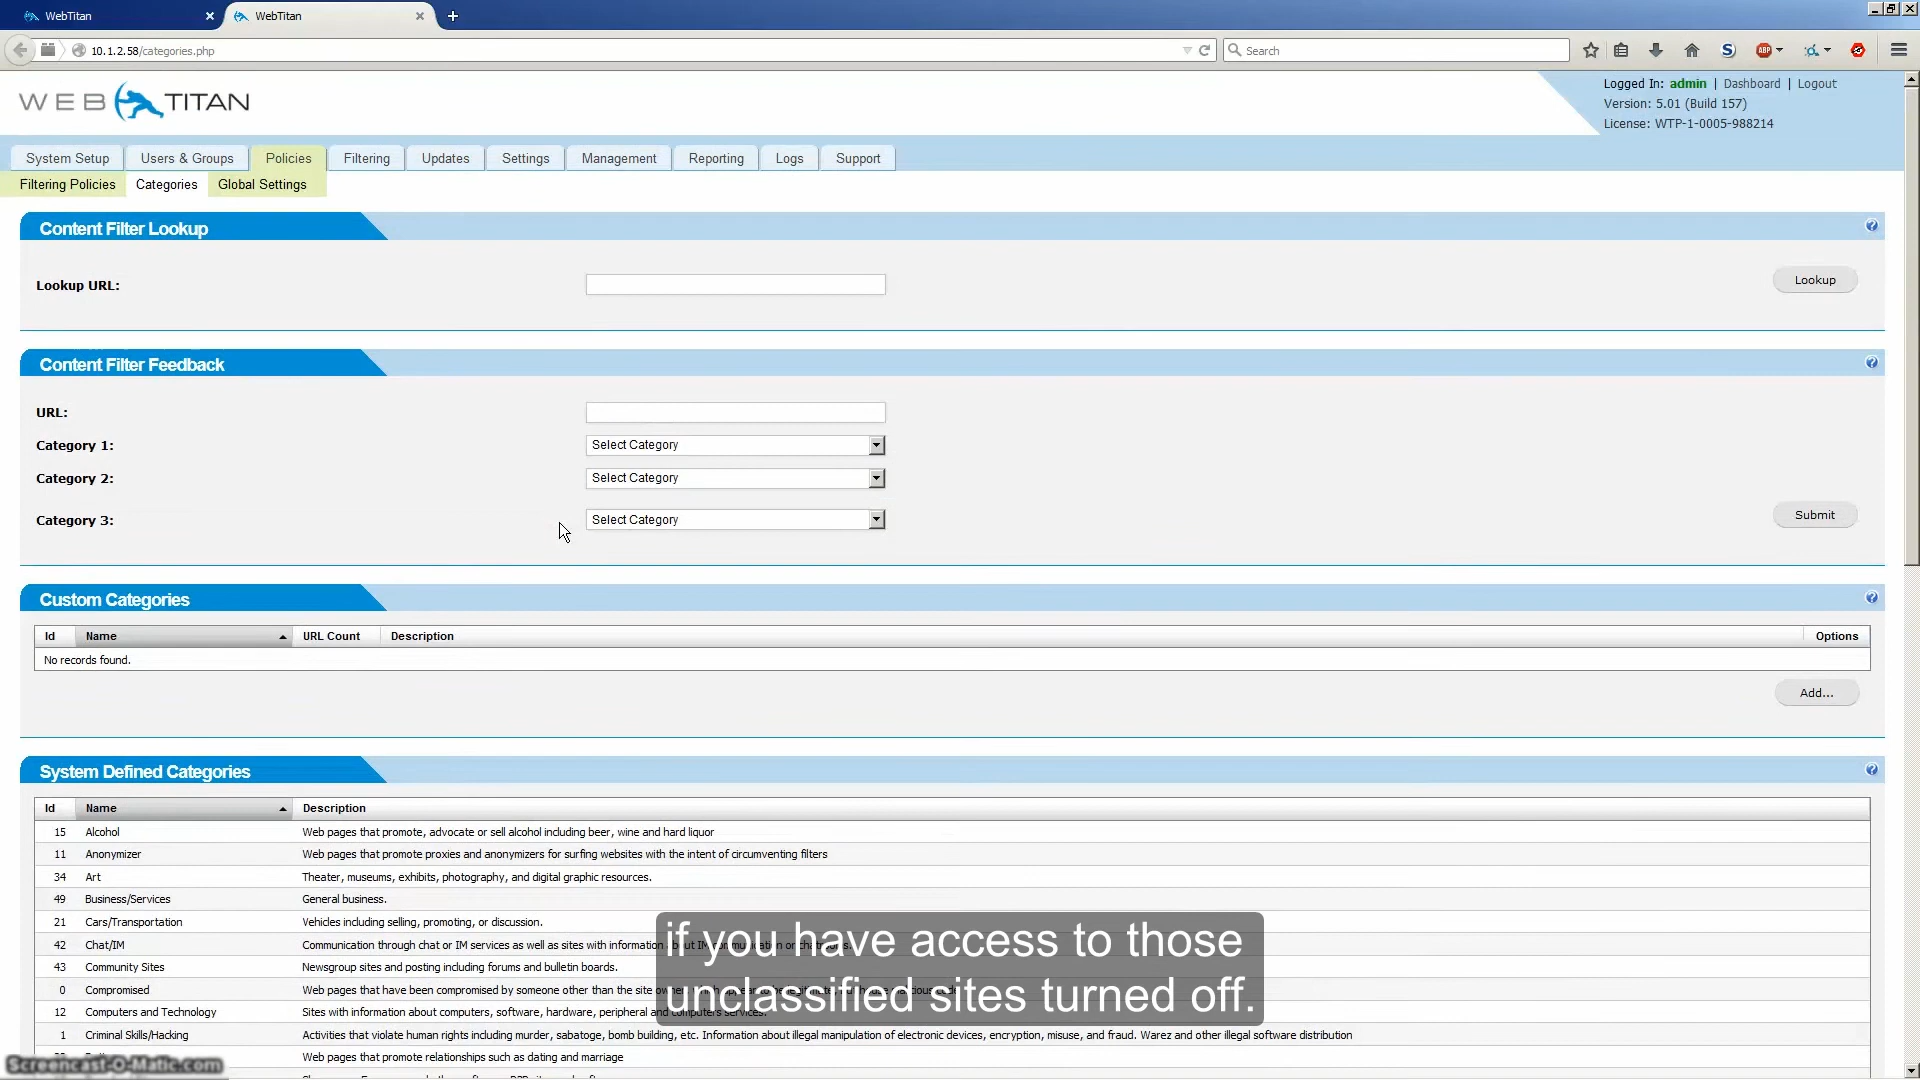 WebTitan
WebTitan
10.1.2.58/categories.php
Search
WEB TITAN
Logged In: admin | Dashboard | Logout
Version: 5.01 (Build 157)
License: WTP-1-0005-988214
System Setup Users & Groups Policies Filtering Updates Settings Management Reporting Logs Support
Filtering Policies Categories Global Settings
Content Filter Lookup
Lookup URL:
Lookup
Content Filter Feedback
URL:
Category 1: Select Category
Category 2: Select Category
Category 3: Select Category
Submit
Custom Categories
Id Name URL Count Description Options
No records found.
Add...
System Defined Categories
Id Name Description
15 Alcohol Web pages that promote, advocate or sell alcohol including beer, wine and hard liquor
11 Anonymizer Web pages that promote proxies and anonymizers for surfing websites with the intent of circumventing filters
34 Art Theater, museums, exhibits, photography, and digital graphic resources.
49 Business/Services General business.
21 Cars/Transportation Vehicles including selling, promoting, or discussion.
42 Chat/IM Communication through chat or IM services as well as sites with information about IM communication or chatrooms.
43 Community Sites Newsgroup sites and posting including forums and bulletin boards.
0 Compromised Web pages that have been compromised by someone other than the site owner
12 Computers and Technology Sites with information about computers, software, hardware, peripheral and computers services.
1 Criminal Skills/Hacking Activities that violate human rights including murder, sabatoge, bomb building, etc. Information about illegal manipulation of electronic devices, encryption, misuse, and fraud. Warez and other illegal software distribution
Web pages that promote relationships such as dating and marriage
if you have access to those
unclassified sites turned off.
Screencast-O-Matic.com